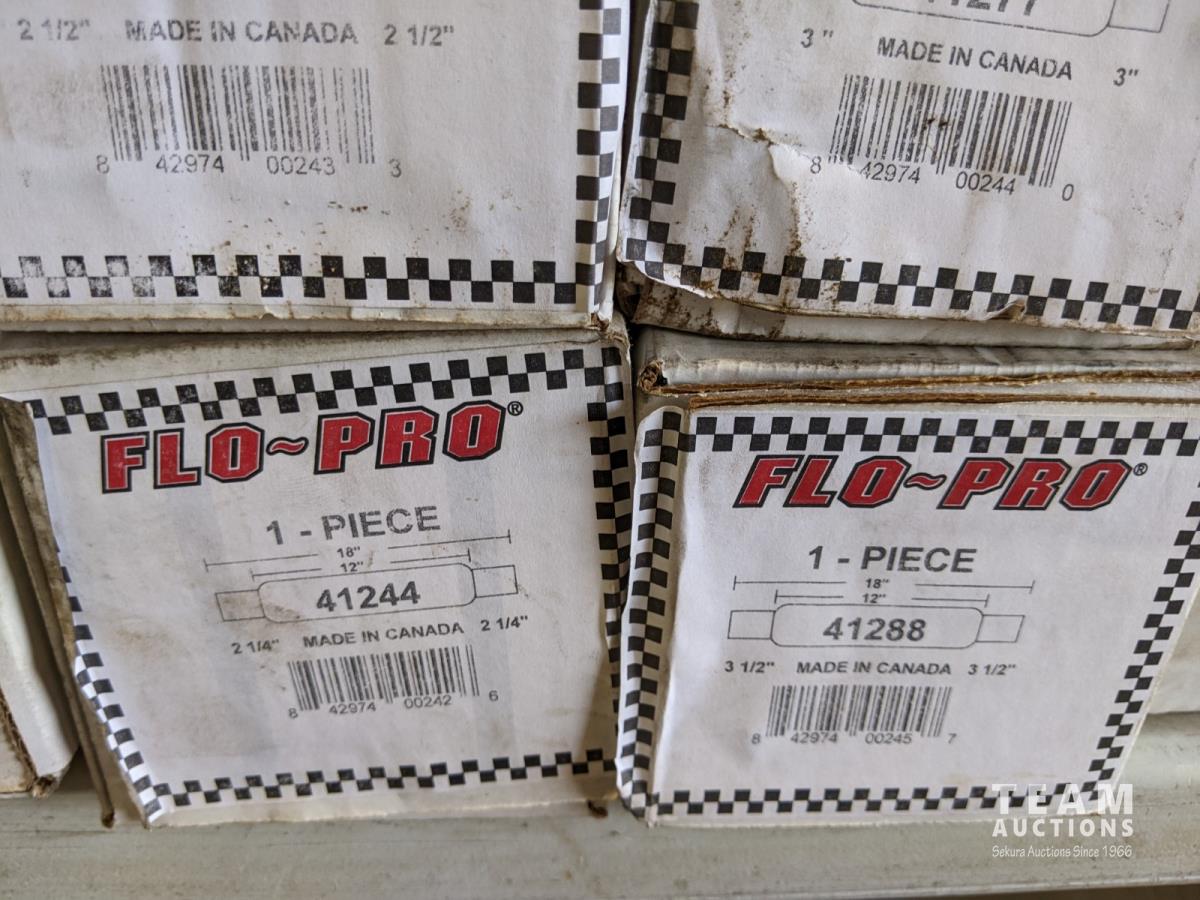 2 1/2" MADE IN CANADA 2 1/2"
8 42974 00243 3
3" MADE IN CANADA 3"
8 42974 00244 0
FLO~PRO®
1 - PIECE
18"
12"
41244
2 1/4" MADE IN CANADA 2 1/4"
8 42974 00242 6
FLO~PRO®
1 - PIECE
18"
12"
41288
3 1/2" MADE IN CANADA 3 1/2"
8 42974 00245 7
TEAM
AUCTIONS
Sekura Auctions Since 1966